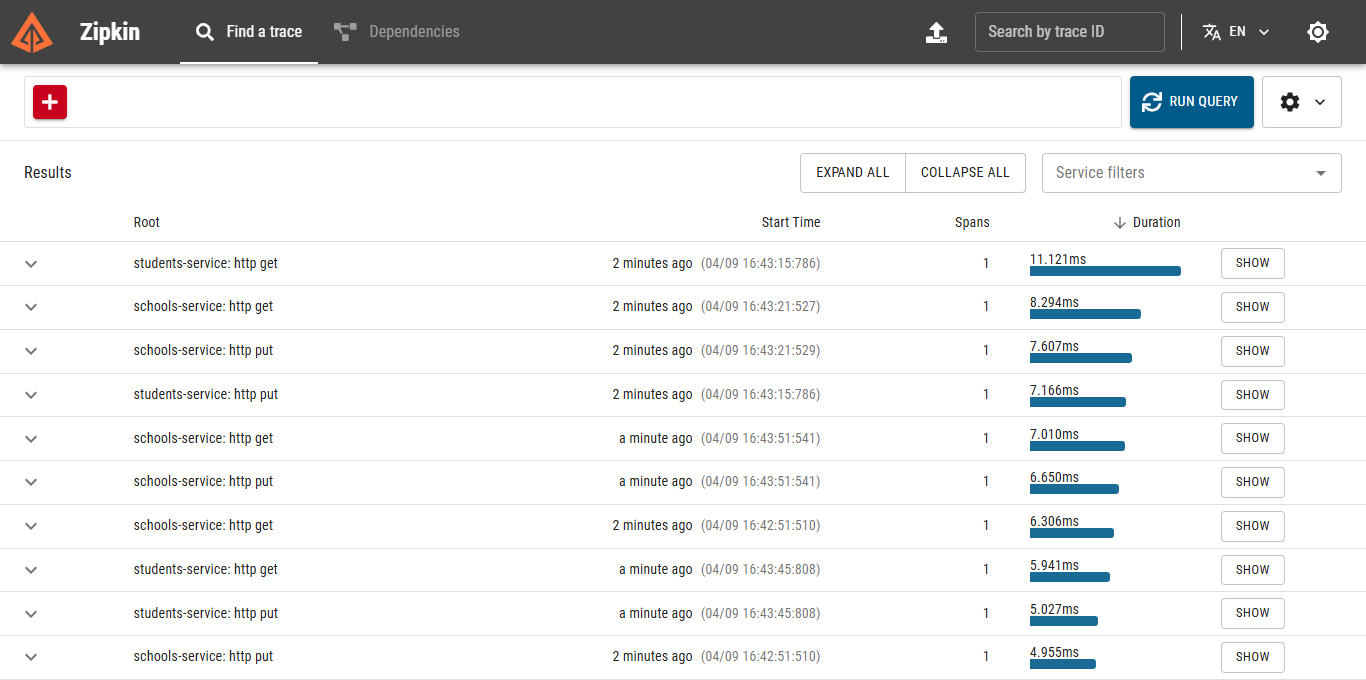 Zipkin Find a trace Dependencies Search by trace ID EN
RUN QUERY
Results EXPAND ALL COLLAPSE ALL Service filters
Root Start Time Spans Duration
students-service: http get 2 minutes ago (04/09 16:43:15:786) 1 11.121ms SHOW
schools-service: http get 2 minutes ago (04/09 16:43:21:527) 1 8.294ms SHOW
schools-service: http put 2 minutes ago (04/09 16:43:21:529) 1 7.607ms SHOW
students-service: http put 2 minutes ago (04/09 16:43:15:786) 1 7.166ms SHOW
schools-service: http get a minute ago (04/09 16:43:51:541) 1 7.010ms SHOW
schools-service: http put a minute ago (04/09 16:43:51:541) 1 6.650ms SHOW
schools-service: http get 2 minutes ago (04/09 16:42:51:510) 1 6.306ms SHOW
students-service: http get a minute ago (04/09 16:43:45:808) 1 5.941ms SHOW
students-service: http put a minute ago (04/09 16:43:45:808) 1 5.027ms SHOW
schools-service: http put 2 minutes ago (04/09 16:42:51:510) 1 4.955ms SHOW